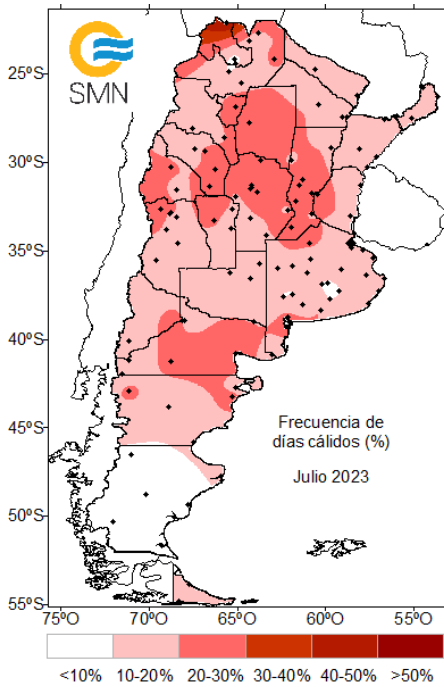 SMN
25ºS
30ºS
35ºS
40ºS
45ºS
50ºS
55ºS
75ºO 70ºO 65ºO 60ºO 55ºO
Frecuencia de
días cálidos (%)
Julio 2023
<10% 10-20% 20-30% 30-40% 40-50% >50%